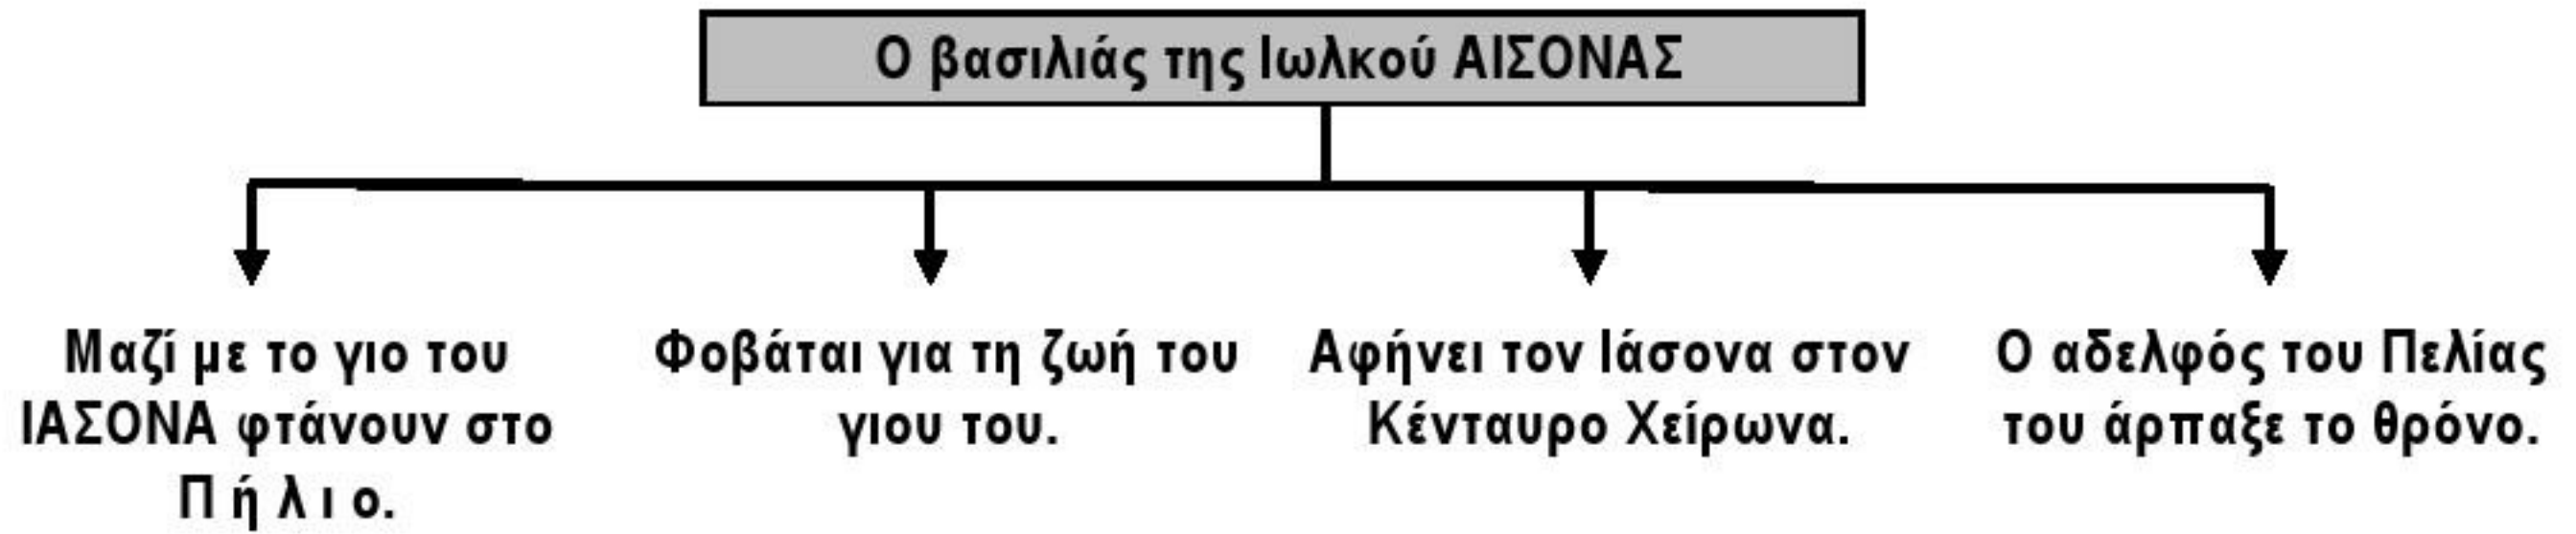 Ο βασιλιάς της Ιωλκού ΑΙΣΟΝΑΣ
Μαζί με το γιο του
ΙΑΣΟΝΑ φτάνουν στο
Π ή λ ι ο.
Φοβάται για τη ζωή του
γιου του.
Αφήνει τον Ιάσονα στον
Κένταυρο Χείρωνα.
Ο αδελφός του Πελίας
του άρπαξε το θρόνο.